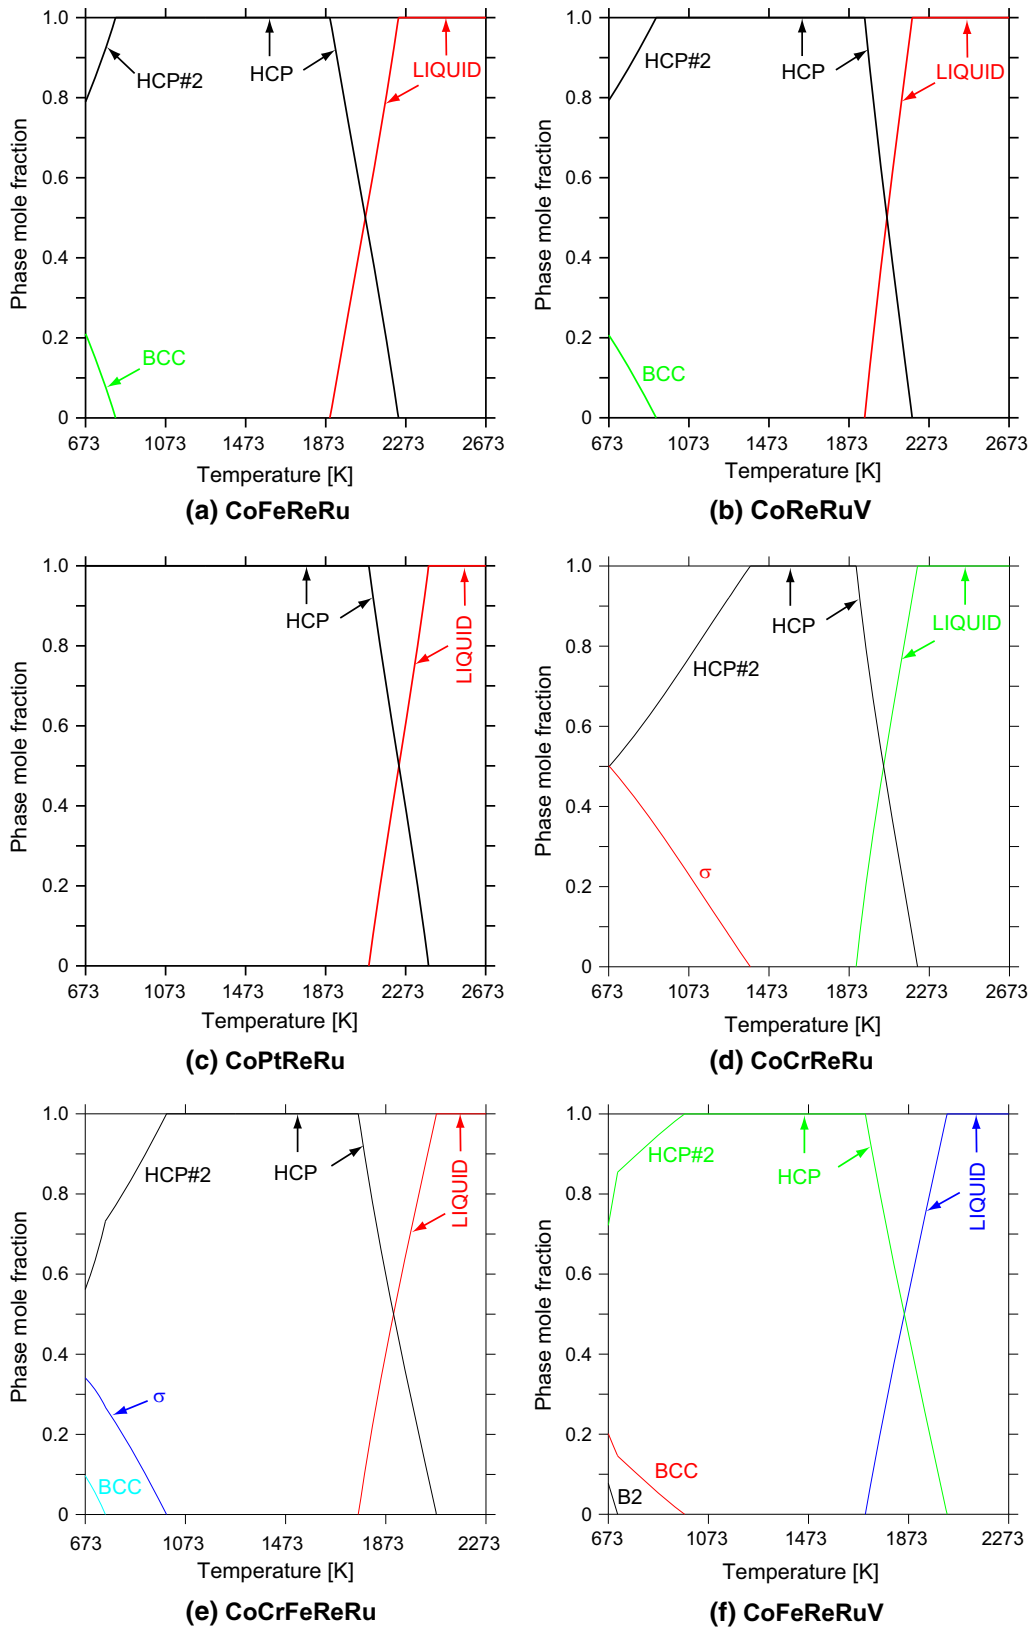 1.0
0.8
0.6
0.4
0.2
0
Phase mole fraction
HCP#2
HCP
LIQUID
BCC
673 1073 1473 1873 2273 2673
Temperature [K]
(a) CoFeReRu
1.0
0.8
0.6
0.4
0.2
0
Phase mole fraction
HCP#2
HCP
LIQUID
BCC
673 1073 1473 1873 2273 2673
Temperature [K]
(b) CoReRuV
1.0
0.8
0.6
0.4
0.2
0
Phase mole fraction
HCP
LIQUID
673 1073 1473 1873 2273 2673
Temperature [K]
(c) CoPtReRu
1.0
0.8
0.6
0.4
0.2
0
Phase mole fraction
HCP#2
HCP
LIQUID
σ
673 1073 1473 1873 2273 2673
Temperature [K]
(d) CoCrReRu
1.0
0.8
0.6
0.4
0.2
0
Phase mole fraction
HCP#2
HCP
LIQUID
σ
BCC
673 1073 1473 1873 2273
Temperature [K]
(e) CoCrFeReRu
1.0
0.8
0.6
0.4
0.2
0
Phase mole fraction
HCP#2
HCP
LIQUID
BCC
B2
673 1073 1473 1873 2273
Temperature [K]
(f) CoFeReRuV